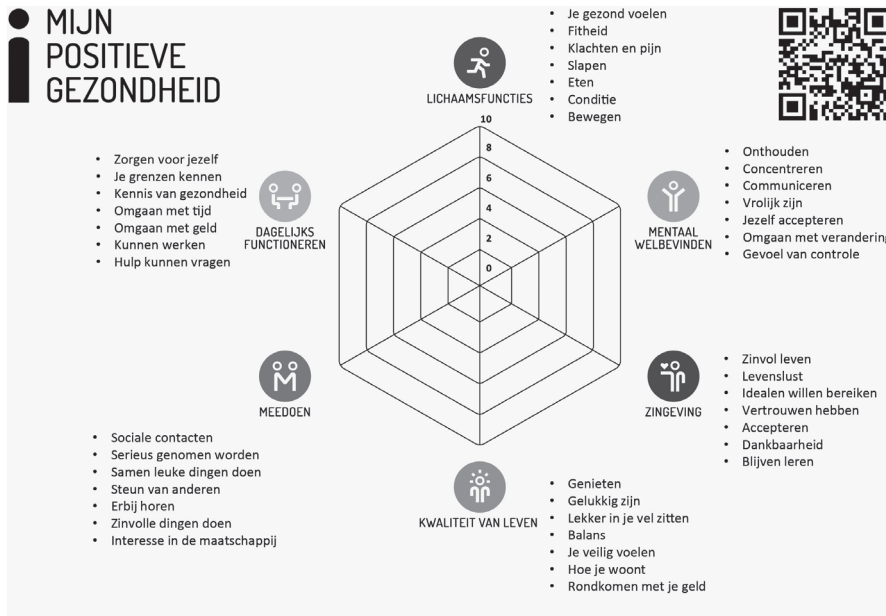 MIJN
POSITIEVE
GEZONDHEID
LICHAAMSFUNCTIES
• Je gezond voelen
• Fitheid
• Klachten en pijn
• Slapen
• Eten
• Conditie
• Bewegen
MENTAAL
WELBEVINDEN
• Onthouden
• Concentreren
• Communiceren
• Vrolijk zijn
• Jezelf accepteren
• Omgaan met verandering
• Gevoel van controle
ZINGEVING
• Zinvol leven
• Levenslust
• Idealen willen bereiken
• Vertrouwen hebben
• Accepteren
• Dankbaarheid
• Blijven leren
KWALITEIT VAN LEVEN
• Genieten
• Gelukkig zijn
• Lekker in je vel zitten
• Balans
• Je veilig voelen
• Hoe je woont
• Rondkomen met je geld
MEEDOEN
• Sociale contacten
• Serieus genomen worden
• Samen leuke dingen doen
• Steun van anderen
• Erbij horen
• Zinvolle dingen doen
• Interesse in de maatschappij
DAGELIJKS
FUNCTIONEREN
• Zorgen voor jezelf
• Je grenzen kennen
• Kennis van gezondheid
• Omgaan met tijd
• Omgaan met geld
• Kunnen werken
• Hulp kunnen vragen
10
8
6
4
2
0